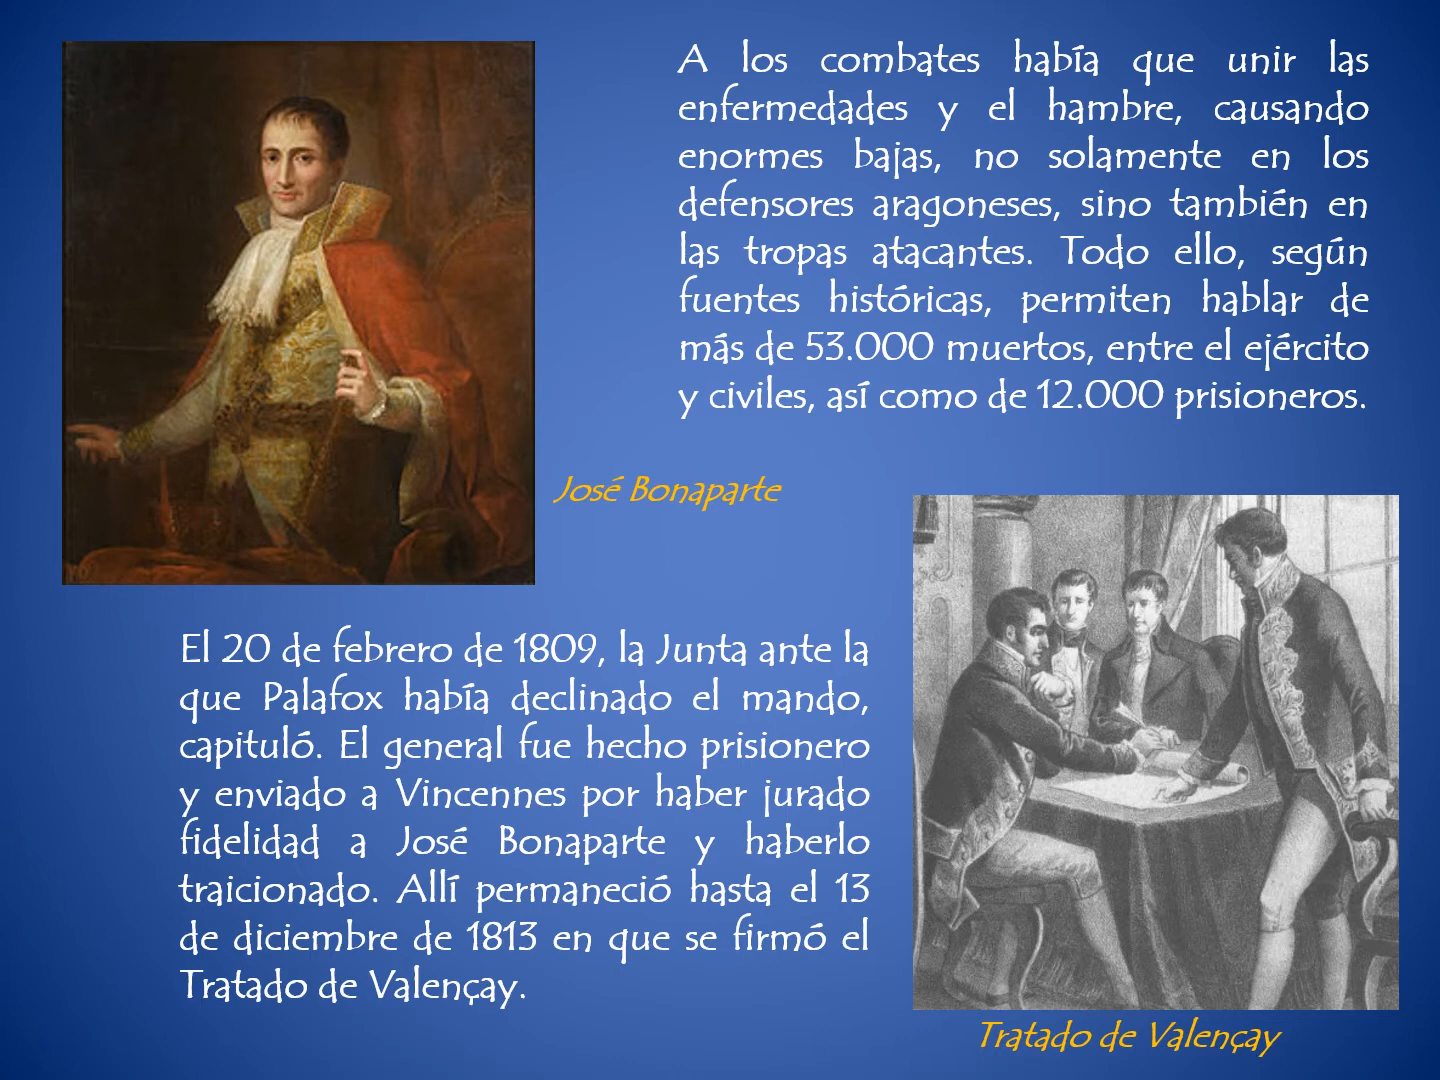 A los combates había que unir las
enfermedades y el hambre, causando
enormes bajas, no solamente en los
defensores aragoneses, sino también en
las tropas atacantes. Todo ello, según
fuentes históricas, permiten hablar de
más de 53.000 muertos, entre el ejército
y civiles, así como de 12.000 prisioneros.
José Bonaparte
El 20 de febrero de 1809, la Junta ante la
que Palafox había declinado el mando,
capituló. El general fue hecho prisionero
y enviado a Vincennes por haber jurado
fidelidad a José Bonaparte y haberlo
traicionado. Allí permaneció hasta el 13
de diciembre de 1813 en que se firmó el
Tratado de Valençay.
Tratado de Valençay